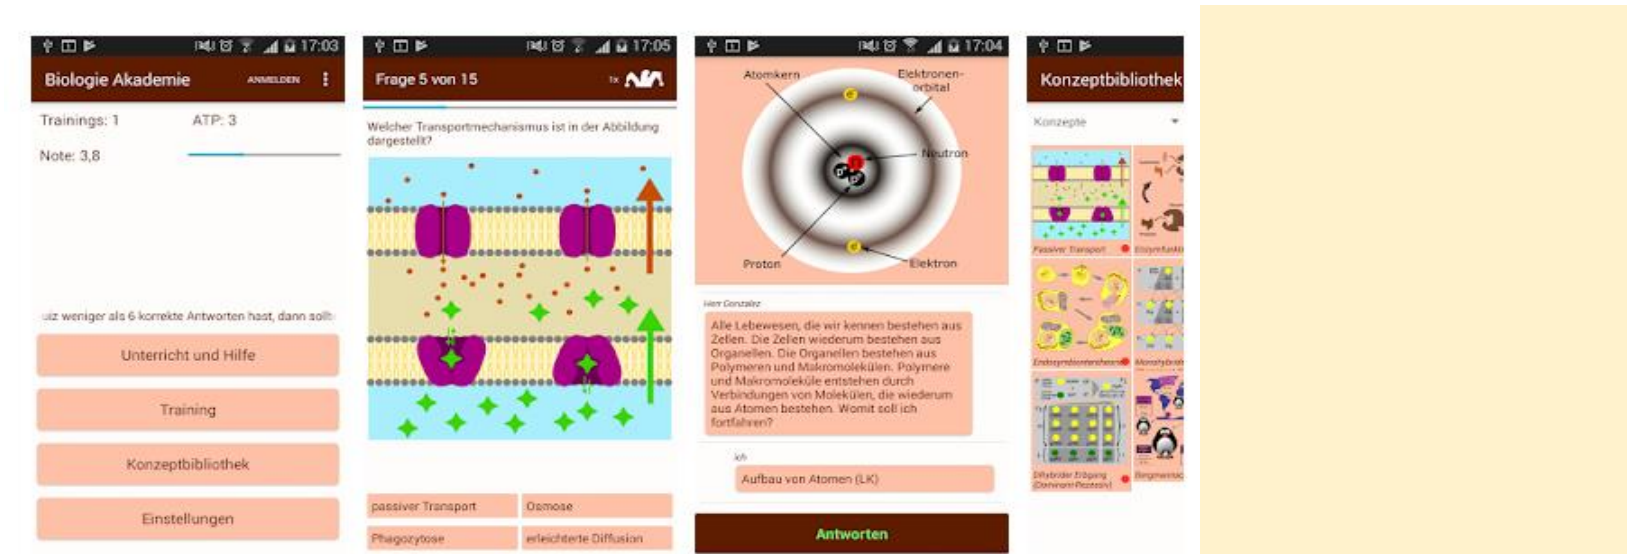 17:03
Biologie Akademie ANMELDEN
Trainings: 1 ATP: 3
Note: 3,8
uiz weniger als 6 korrekte Antworten hast, dann sollt
Unterricht und Hilfe
Training
Konzeptbibliothek
Einstellungen
17:05
Frage 5 von 15 1x
Welcher Transportmechanismus ist in der Abbildung
dargestellt?
passiver Transport Osmose
Phagozytose erleichterte Diffusion
17:04
Atomkern Elektronen-
orbital
Neutron
Proton Elektron
Herr Gonzalez
Alle Lebewesen, die wir kennen bestehen aus
Zellen. Die Zellen wiederum bestehen aus
Organellen. Die Organellen bestehen aus
Polymeren und Makromolekülen. Polymere
und Makromoleküle entstehen durch
Verbindungen von Molekülen, die wiederum
aus Atomen bestehen. Womit soll ich
fortfahren?
Ich
Aufbau von Atomen (LK)
Antworten
Konzeptbibliothek
Konzepte
Passiver Transport
Dihybrider Erbgang
(Dominant-Rezessiv)